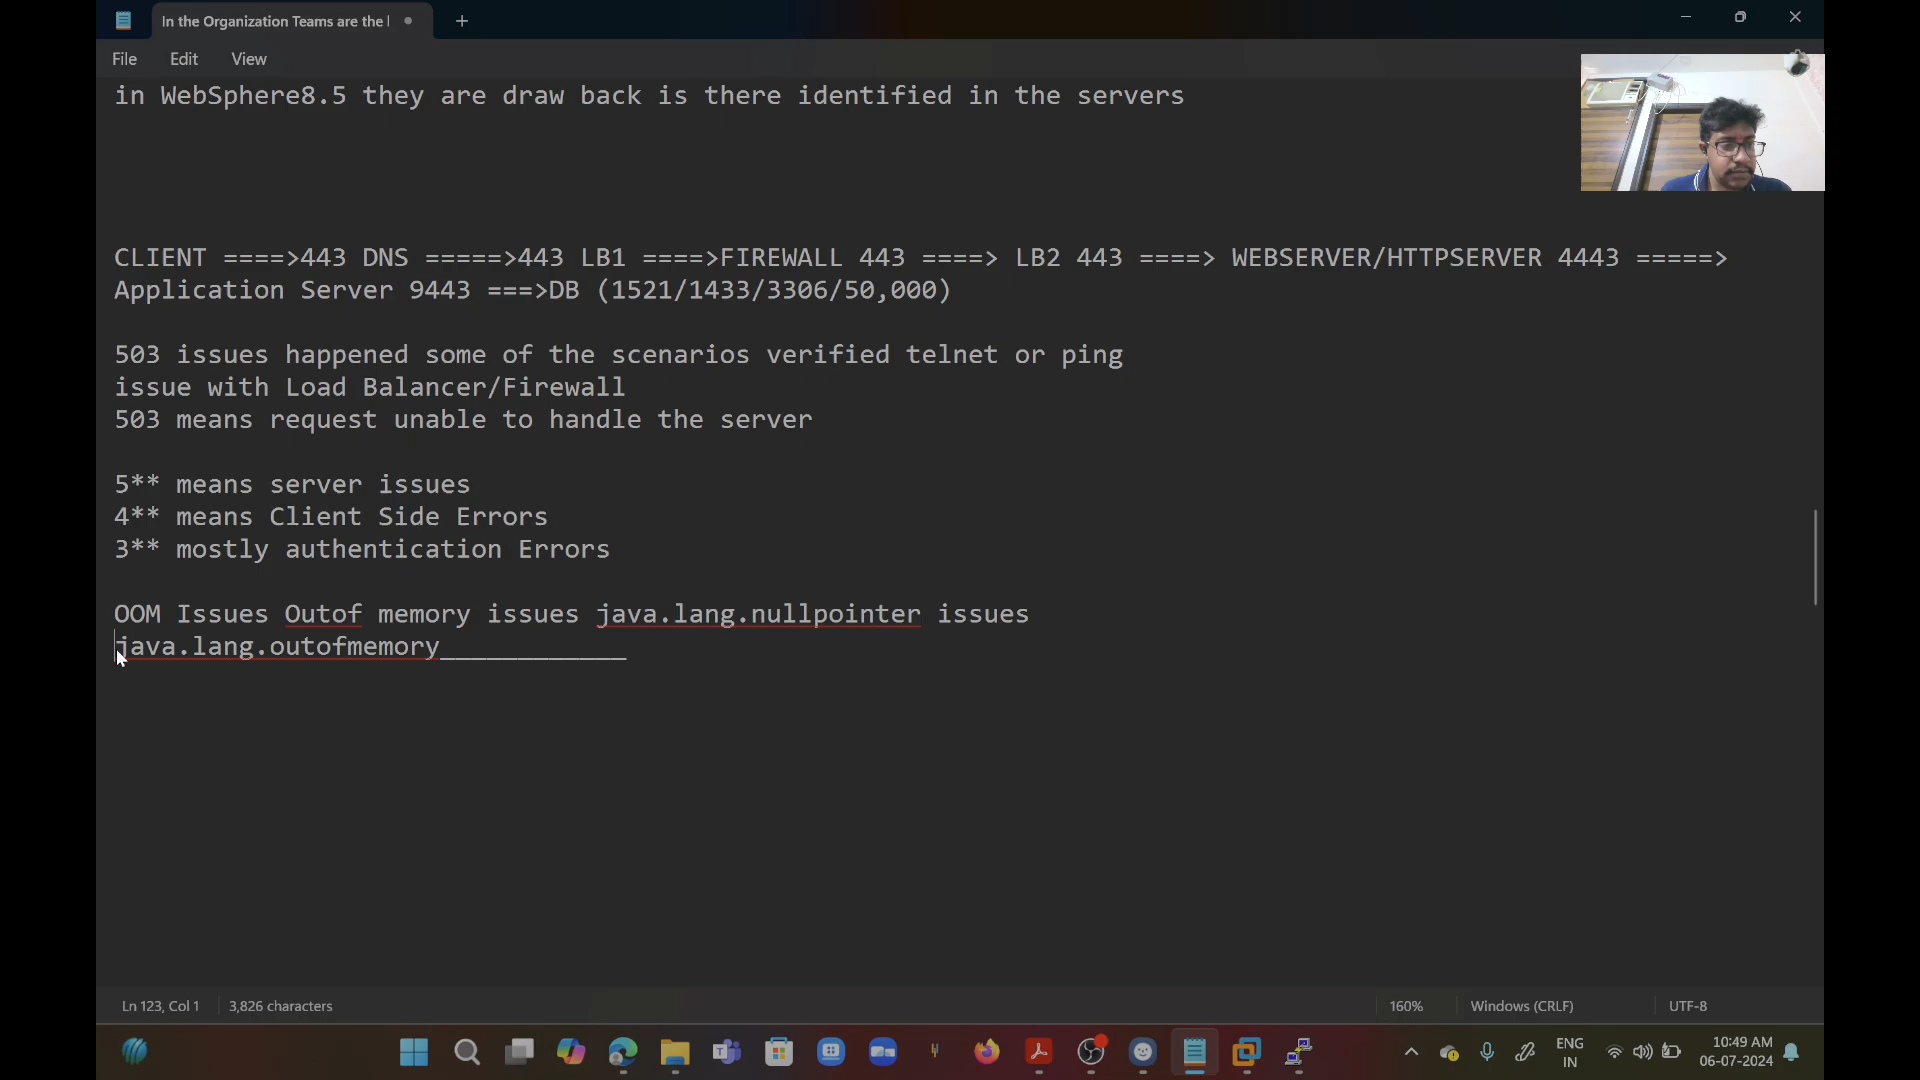 In the Organization Teams are the
File Edit View
in WebSphere8.5 they are draw back is there identified in the servers
CLIENT ====>443 DNS =====>443 LB1 ====>FIREWALL 443 ====> LB2 443 ====> WEBSERVER/HTTPSERVER 4443 =====>
Application Server 9443 ===>DB (1521/1433/3306/50,000)
503 issues happened some of the scenarios verified telnet or ping
issue with Load Balancer/Firewall
503 means request unable to handle the server
5** means server issues
4** means Client Side Errors
3** mostly authentication Errors
OOM Issues Outof memory issues java.lang.nullpointer issues
java.lang.outofmemory____________
Ln 123, Col 1 3,826 characters 160% Windows (CRLF) UTF-8
ENG 10:49 AM
IN 06-07-2024